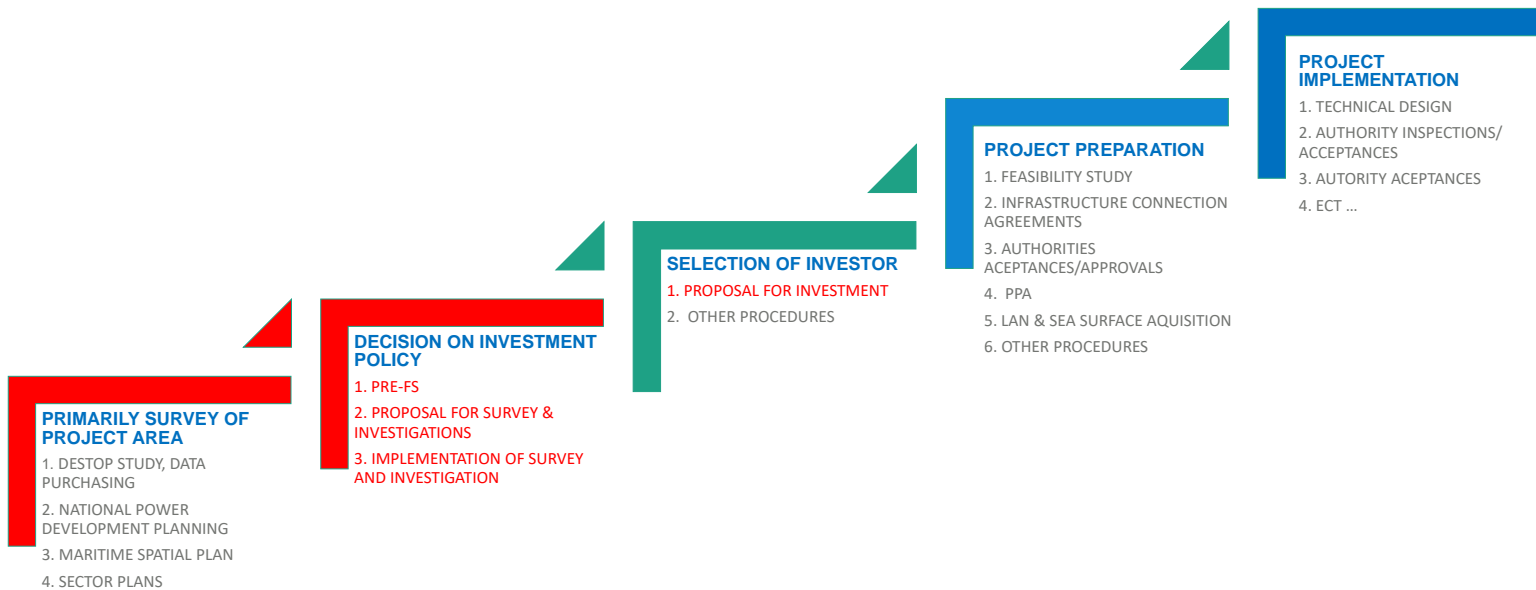 PRIMARILY SURVEY OF
PROJECT AREA
1. DESTOP STUDY, DATA
PURCHASING
2. NATIONAL POWER
DEVELOPMENT PLANNING
3. MARITIME SPATIAL PLAN
4. SECTOR PLANS
DECISION ON INVESTMENT
POLICY
1. PRE-FS
2. PROPOSAL FOR SURVEY &
INVESTIGATIONS
3. IMPLEMENTATION OF SURVEY
AND INVESTIGATION
SELECTION OF INVESTOR
1. PROPOSAL FOR INVESTMENT
2. OTHER PROCEDURES
PROJECT PREPARATION
1. FEASIBILITY STUDY
2. INFRASTRUCTURE CONNECTION
AGREEMENTS
3. AUTHORITIES
ACEPTANCES/APPROVALS
4. PPA
5. LAN & SEA SURFACE AQUISITION
6. OTHER PROCEDURES
PROJECT
IMPLEMENTATION
1. TECHNICAL DESIGN
2. AUTHORITY INSPECTIONS/
ACCEPTANCES
3. AUTORITY ACEPTANCES
4. ECT ...